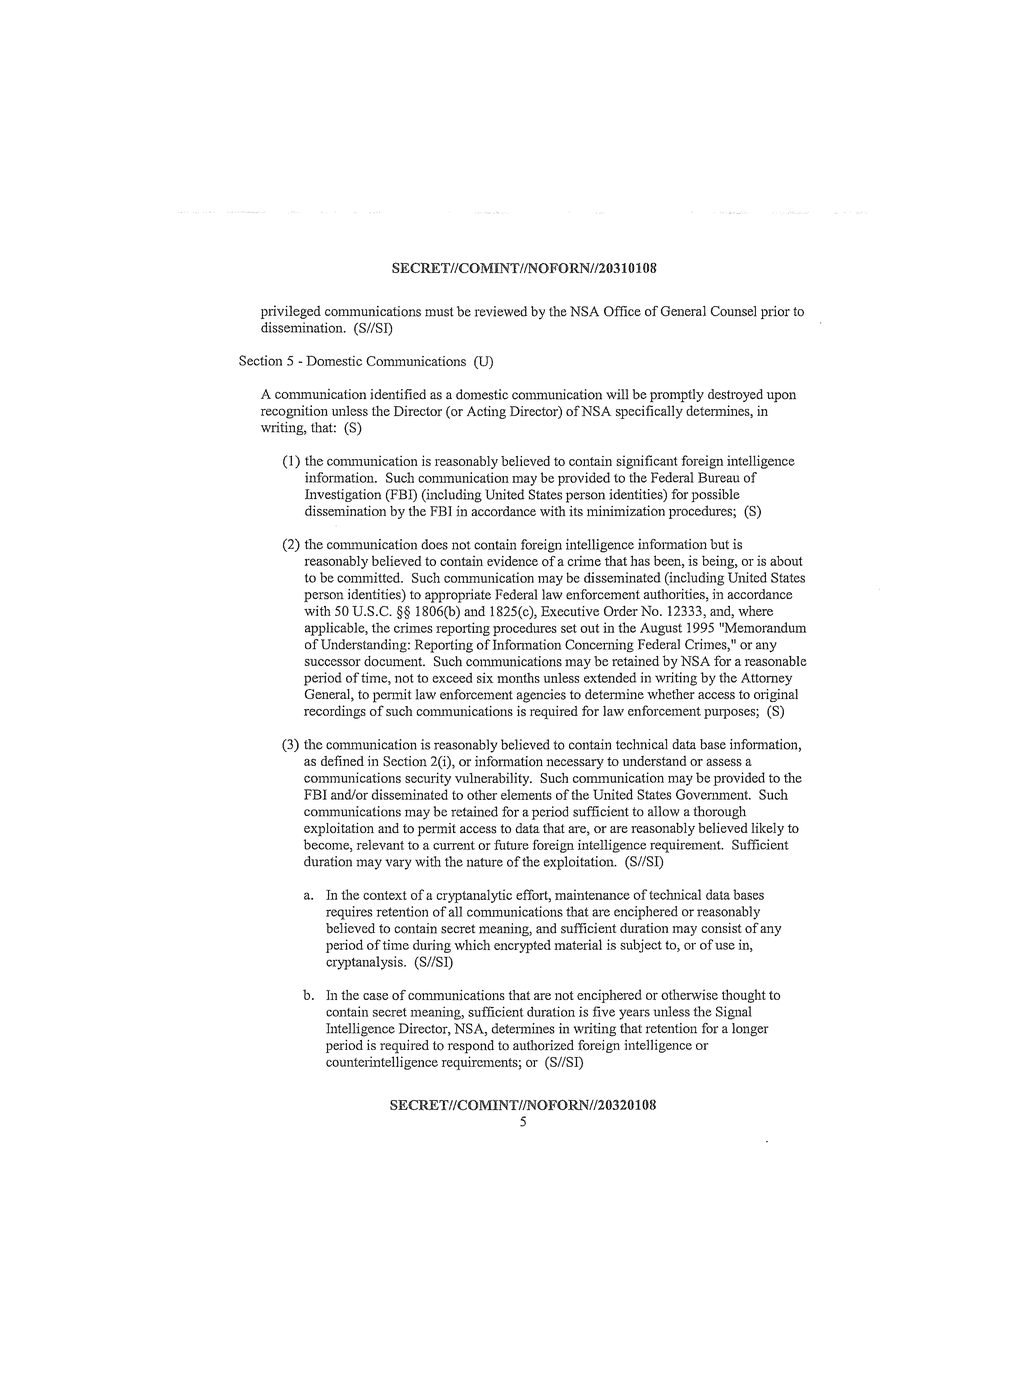 SECRET//COMINT//NOFORN//20310108
privileged communications must be reviewed by the NSA Office of General Counsel prior to
dissemination. (S//SI)
Section 5 - Domestic Communications (U)
A communication identified as a domestic communication will be promptly destroyed upon
recognition unless the Director (or Acting Director) of NSA specifically determines, in
writing, that: (S)
(1) the communication is reasonably believed to contain significant foreign intelligence
information. Such communication may be provided to the Federal Bureau of
Investigation (FBI) (including United States person identities) for possible
dissemination by the FBI in accordance with its minimization procedures; (S)
(2) the communication does not contain foreign intelligence information but is
reasonably believed to contain evidence of a crime that has been, is being, or is about
to be committed. Such communication may be disseminated (including United States
person identities) to appropriate Federal law enforcement authorities, in accordance
with 50 U.S.C. §§ 1806(b) and 1825(c), Executive Order No. 12333, and, where
applicable, the crimes reporting procedures set out in the August 1995 "Memorandum
of Understanding: Reporting of Information Concerning Federal Crimes," or any
successor document. Such communications may be retained by NSA for a reasonable
period of time, not to exceed six months unless extended in writing by the Attorney
General, to permit law enforcement agencies to determine whether access to original
recordings of such communications is required for law enforcement purposes; (S)
(3) the communication is reasonably believed to contain technical data base information,
as defined in Section 2(i), or information necessary to understand or assess a
communications security vulnerability. Such communication may be provided to the
FBI and/or disseminated to other elements of the United States Government. Such
communications may be retained for a period sufficient to allow a thorough
exploitation and to permit access to data that are, or are reasonably believed likely to
become, relevant to a current or future foreign intelligence requirement. Sufficient
duration may vary with the nature of the exploitation. (S//SI)
a. In the context of a cryptanalytic effort, maintenance of technical data bases
requires retention of all communications that are enciphered or reasonably
believed to contain secret meaning, and sufficient duration may consist of any
period of time during which encrypted material is subject to, or of use in,
cryptanalysis. (S//SI)
b. In the case of communications that are not enciphered or otherwise thought to
contain secret meaning, sufficient duration is five years unless the Signal
Intelligence Director, NSA, determines in writing that retention for a longer
period is required to respond to authorized foreign intelligence or
counterintelligence requirements; or (S//SI)
SECRET//COMINT//NOFORN//20320108
5